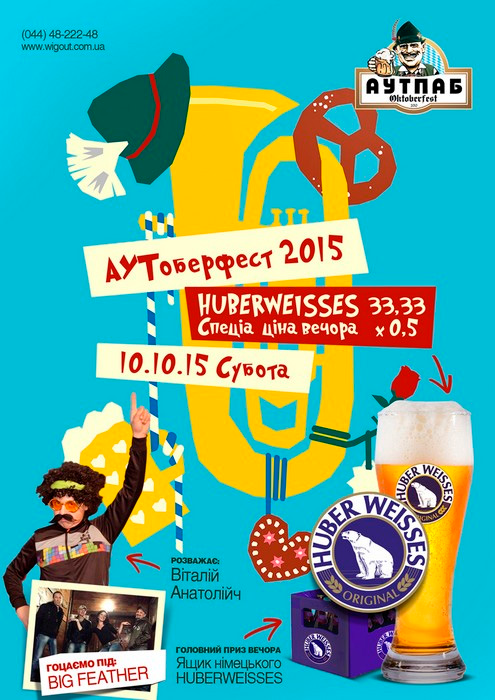 (044) 48-222-48
www.wigout.com.ua
АУТПАБ
Oktoberfest
АУТоберфест 2015
HUBERWEISSES 33,33
Спеціа ціна вечора x 0,5
10.10.15 Субота
HUBER WEISSES
ORIGINAL
HUBER WEISSES
ORIGINAL
РОЗВАЖАЄ:
Віталій
Анатолійч
HUBER WEISSES
ГОЛОВНИЙ ПРИЗ ВЕЧОРА
Ящик німецького
HUBERWEISSES
ГОЦАЄМО ПІД:
BIG FEATHER